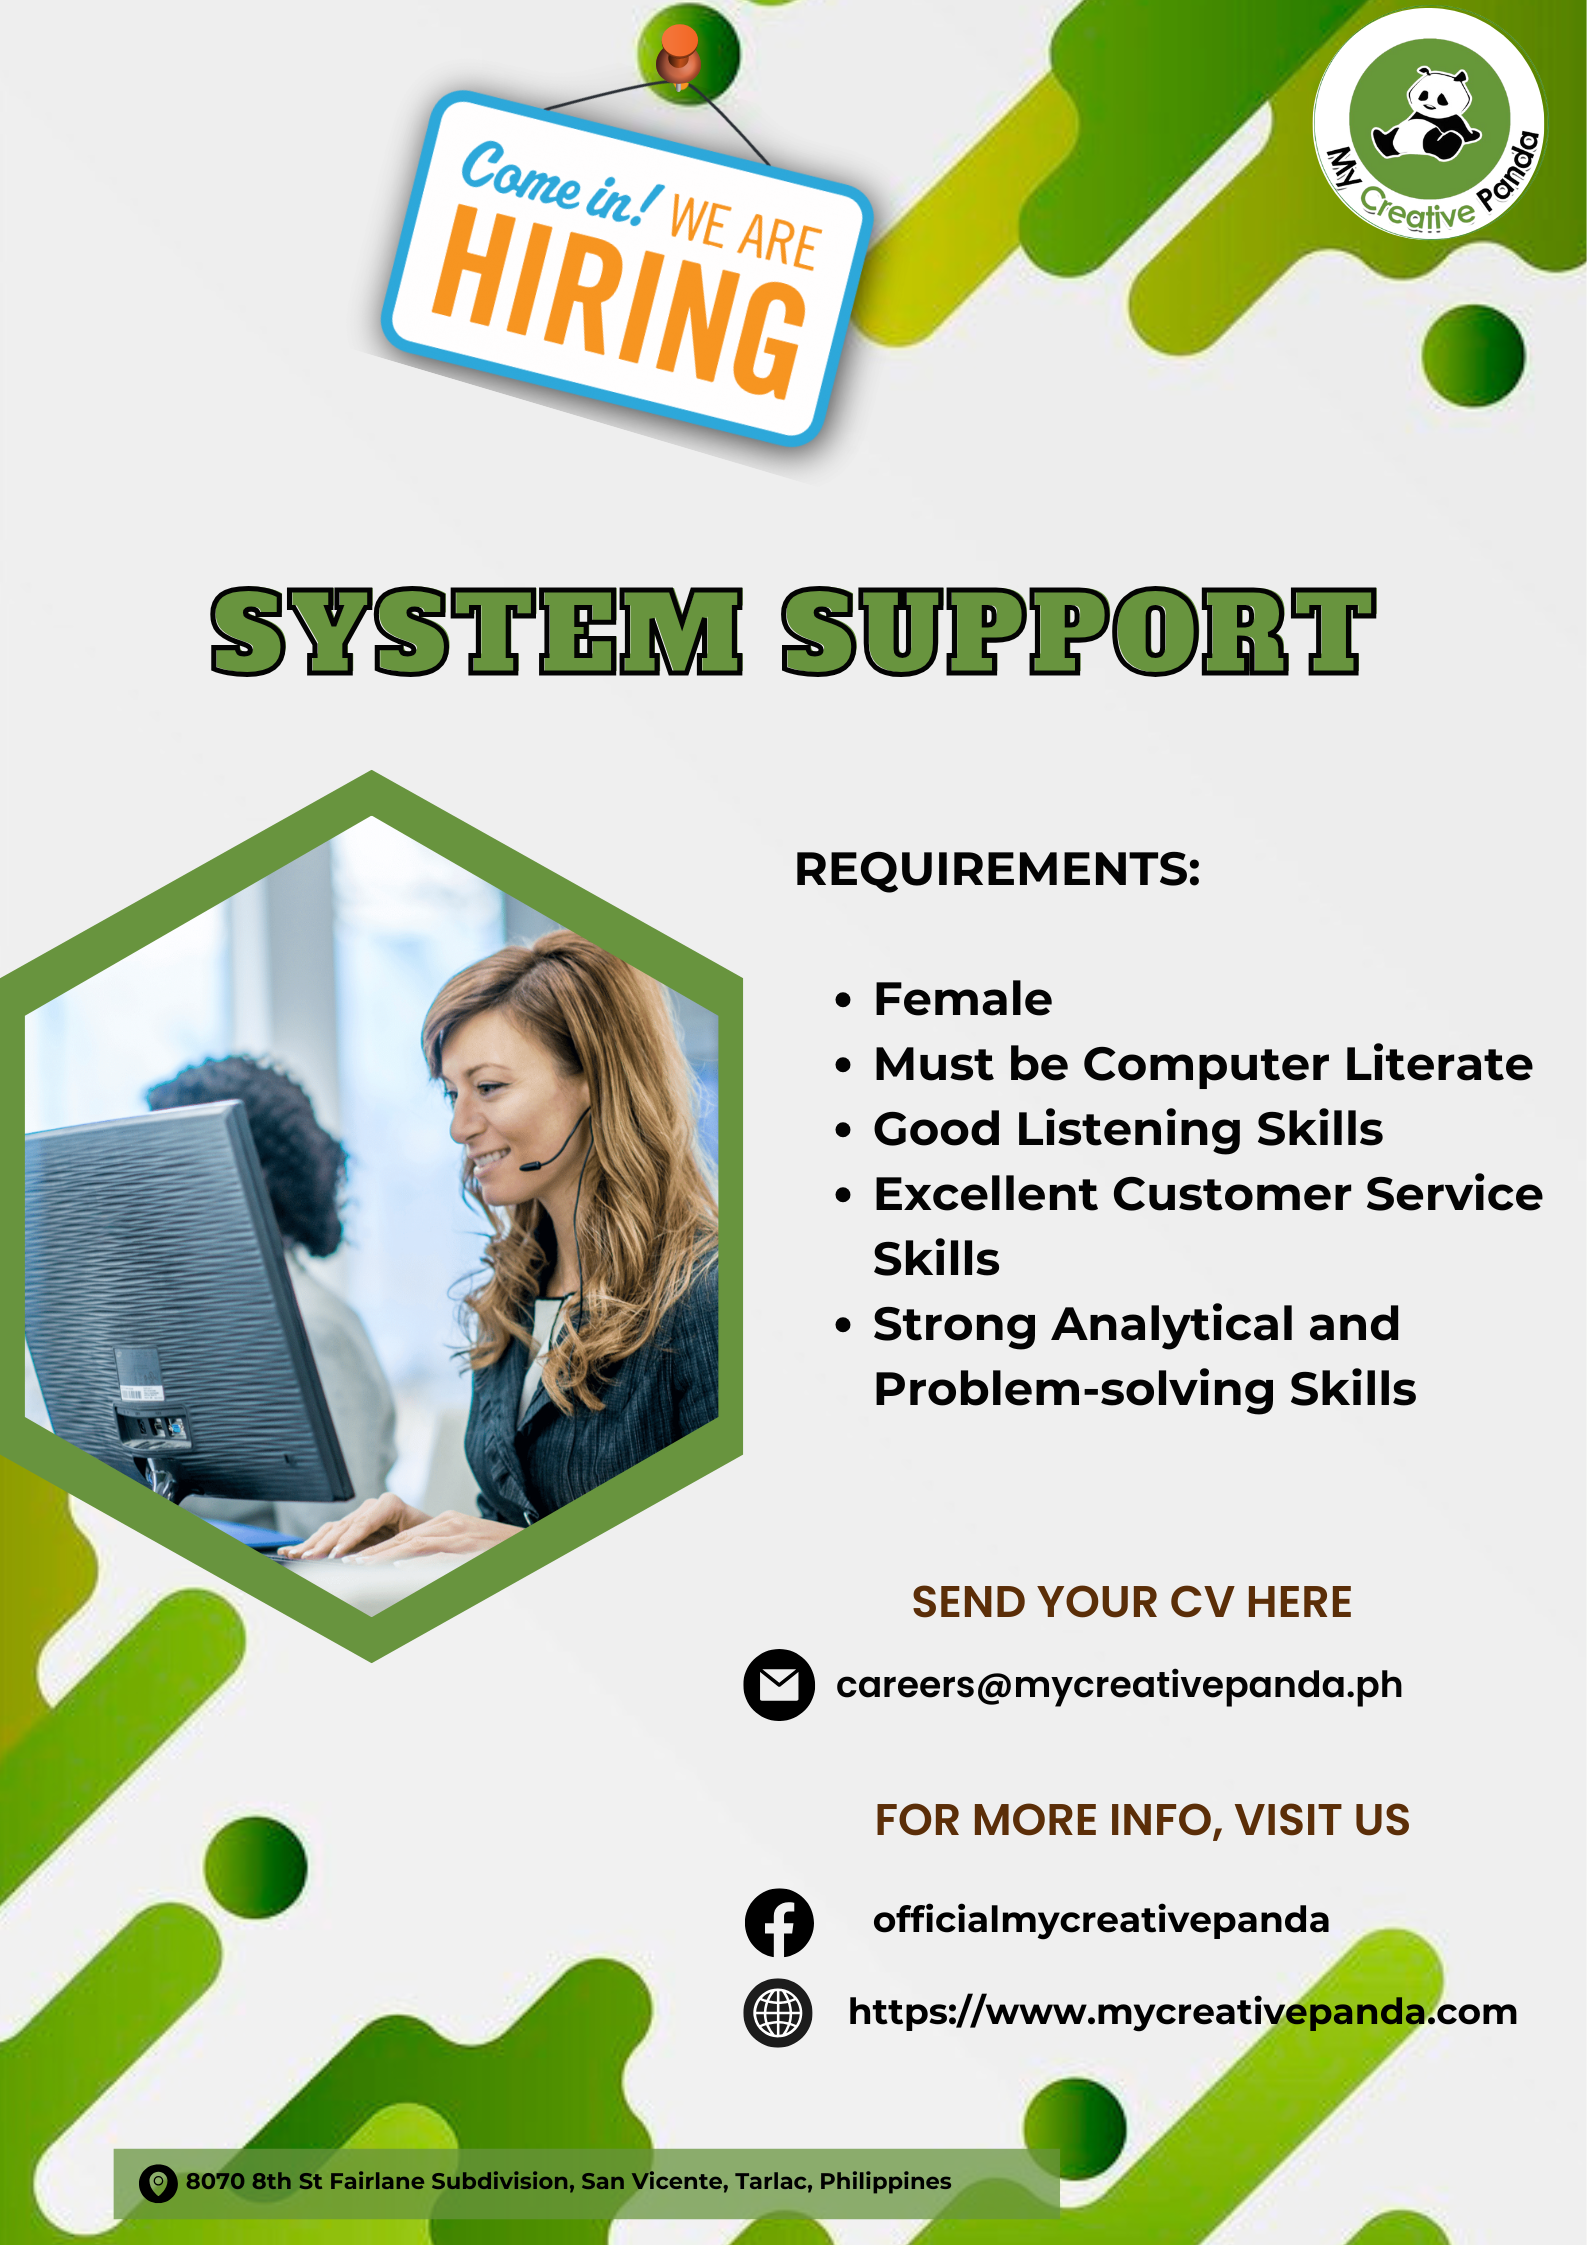 My Creative Panda
Come in! WE ARE
HIRING
SYSTEM SUPPORT
REQUIREMENTS:
• Female
• Must be Computer Literate
• Good Listening Skills
• Excellent Customer Service
Skills
• Strong Analytical and
Problem-solving Skills
SEND YOUR CV HERE
careers@mycreativepanda.ph
FOR MORE INFO, VISIT US
officialmycreativepanda
https://www.mycreativepanda.com
8070 8th St Fairlane Subdivision, San Vicente, Tarlac, Philippines